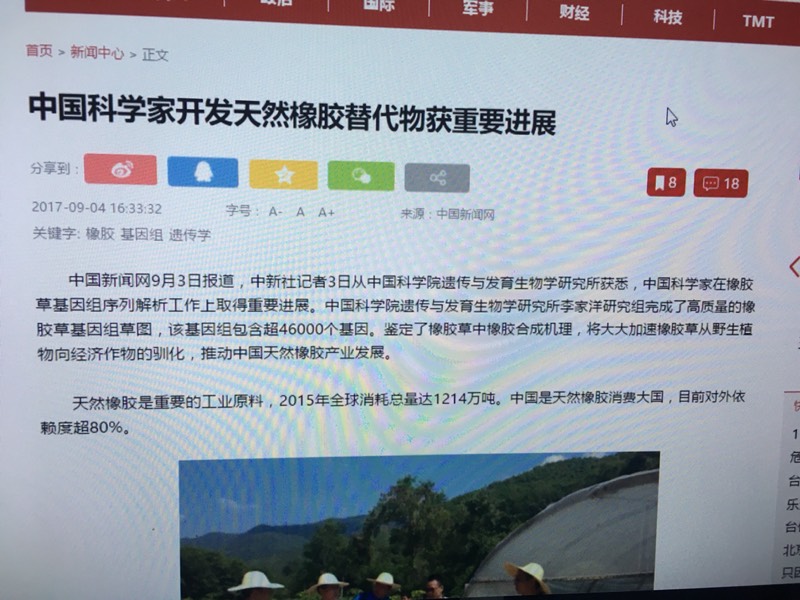 政治 国际 军事 财经 科技 TMT
首页 > 新闻中心 > 正文
中国科学家开发天然橡胶替代物获重要进展
分享到：
8 18
2017-09-04 16:33:32 字号： A- A A+ 来源：中国新闻网
关键字: 橡胶 基因组 遗传学
中国新闻网9月3日报道，中新社记者3日从中国科学院遗传与发育生物学研究所获悉，中国科学家在橡胶
草基因组序列解析工作上取得重要进展。中国科学院遗传与发育生物学研究所李家洋研究组完成了高质量的橡
胶草基因组草图，该基因组包含超46000个基因。鉴定了橡胶草中橡胶合成机理，将大大加速橡胶草从野生植
物向经济作物的驯化，推动中国天然橡胶产业发展。
天然橡胶是重要的工业原料，2015年全球消耗总量达1214万吨。中国是天然橡胶消费大国，目前对外依
赖度超80%。
1
危
台
乐
台
北
只